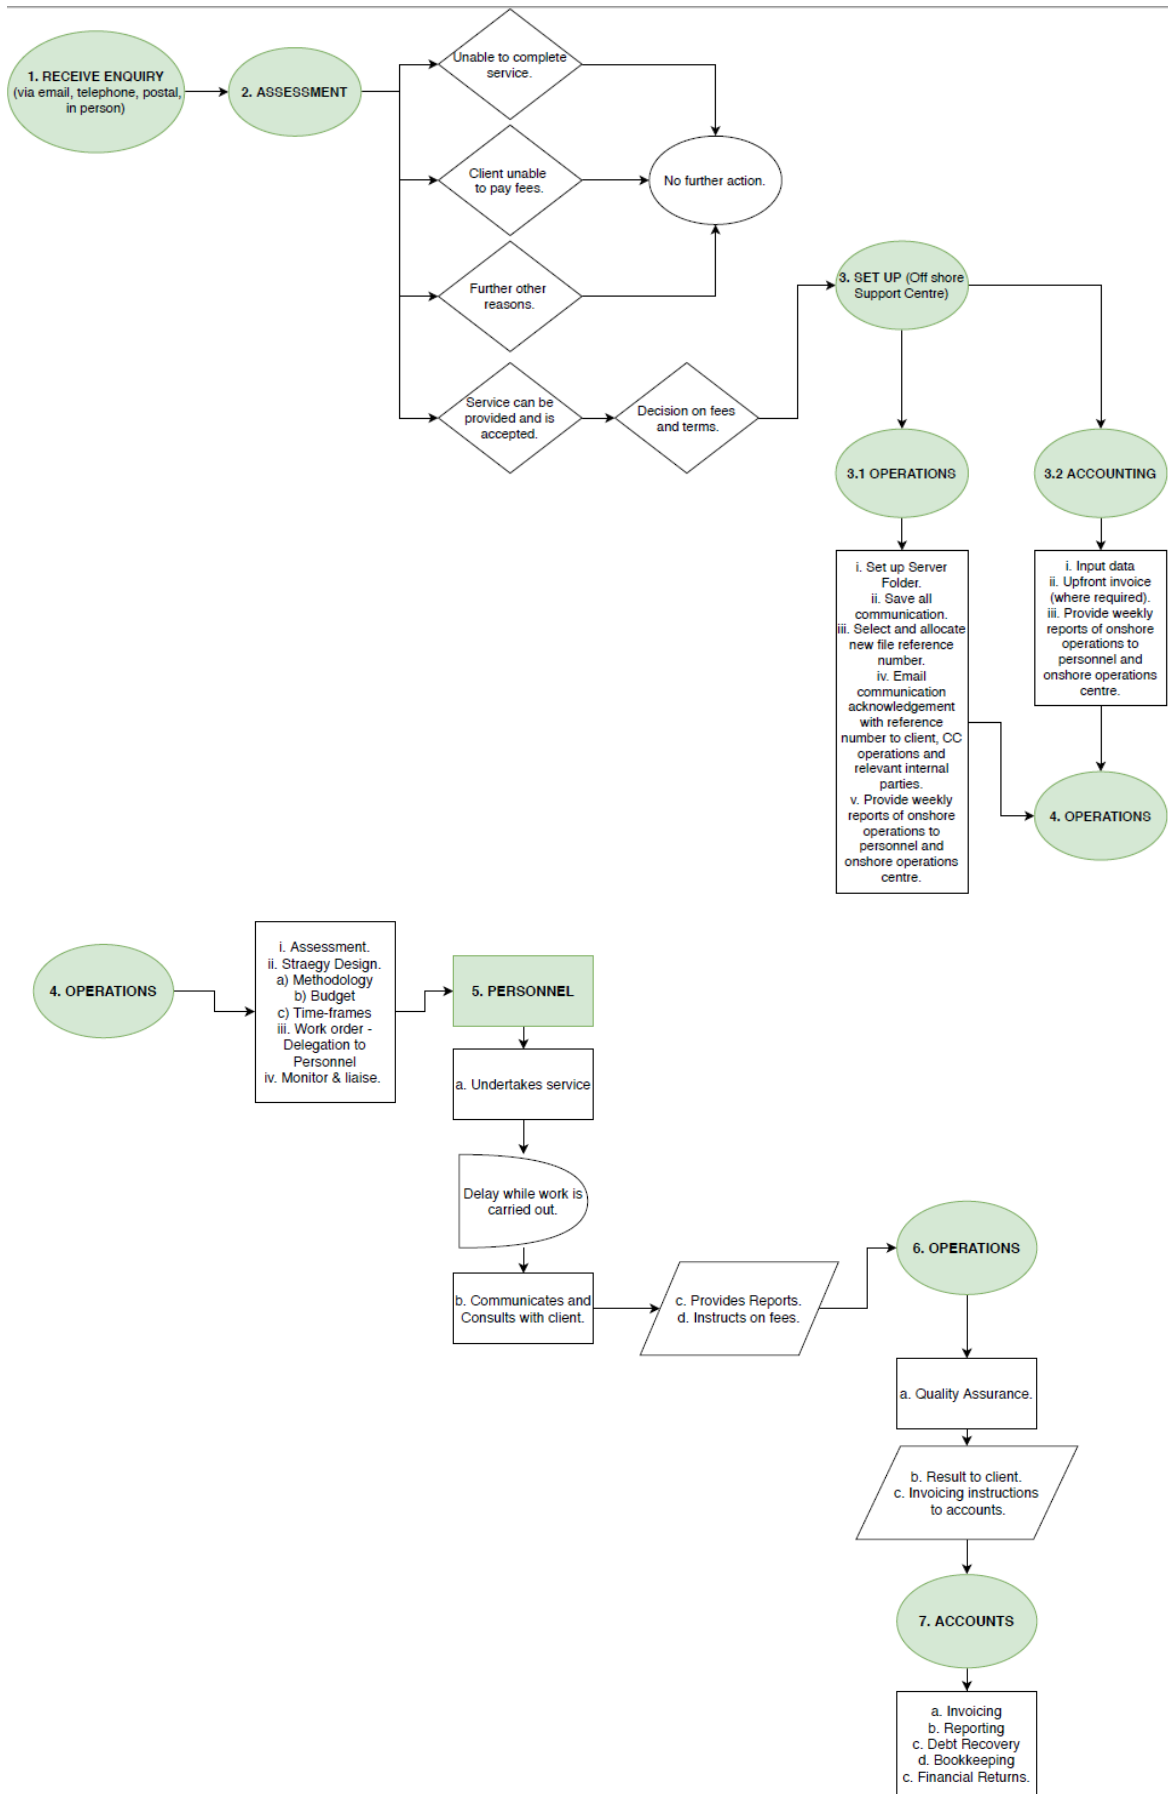 1. RECEIVE ENQUIRY
(via email, telephone, postal,
in person)
2. ASSESSMENT
Unable to complete
service.
Client unable
to pay fees.
No further action.
Further other
reasons.
Service can be
provided and is
accepted.
Decision on fees
and terms.
3. SET UP (Off shore
Support Centre)
3.1 OPERATIONS
3.2 ACCOUNTING
i. Set up Server
Folder.
ii. Save all
communication.
iii. Select and allocate
new file reference
number.
iv. Email
communication
acknowledgement
with reference
number to client, CC
operations and
relevant internal
parties.
v. Provide weekly
reports of onshore
operations to
personnel and
onshore operations
centre.
i. Input data
ii. Upfront invoice
(where required).
iii. Provide weekly
reports of onshore
operations to
personnel and
onshore operations
centre.
4. OPERATIONS
4. OPERATIONS
i. Assessment.
ii. Straegy Design.
a) Methodology
b) Budget
c) Time-frames
iii. Work order -
Delegation to
Personnel
iv. Monitor & liaise.
5. PERSONNEL
a. Undertakes service
Delay while work is
carried out.
b. Communicates and
Consults with client.
c. Provides Reports.
d. Instructs on fees.
6. OPERATIONS
a. Quality Assurance.
b. Result to client.
c. Invoicing instructions
to accounts.
7. ACCOUNTS
a. Invoicing
b. Reporting
c. Debt Recovery
d. Bookkeeping
c. Financial Returns.